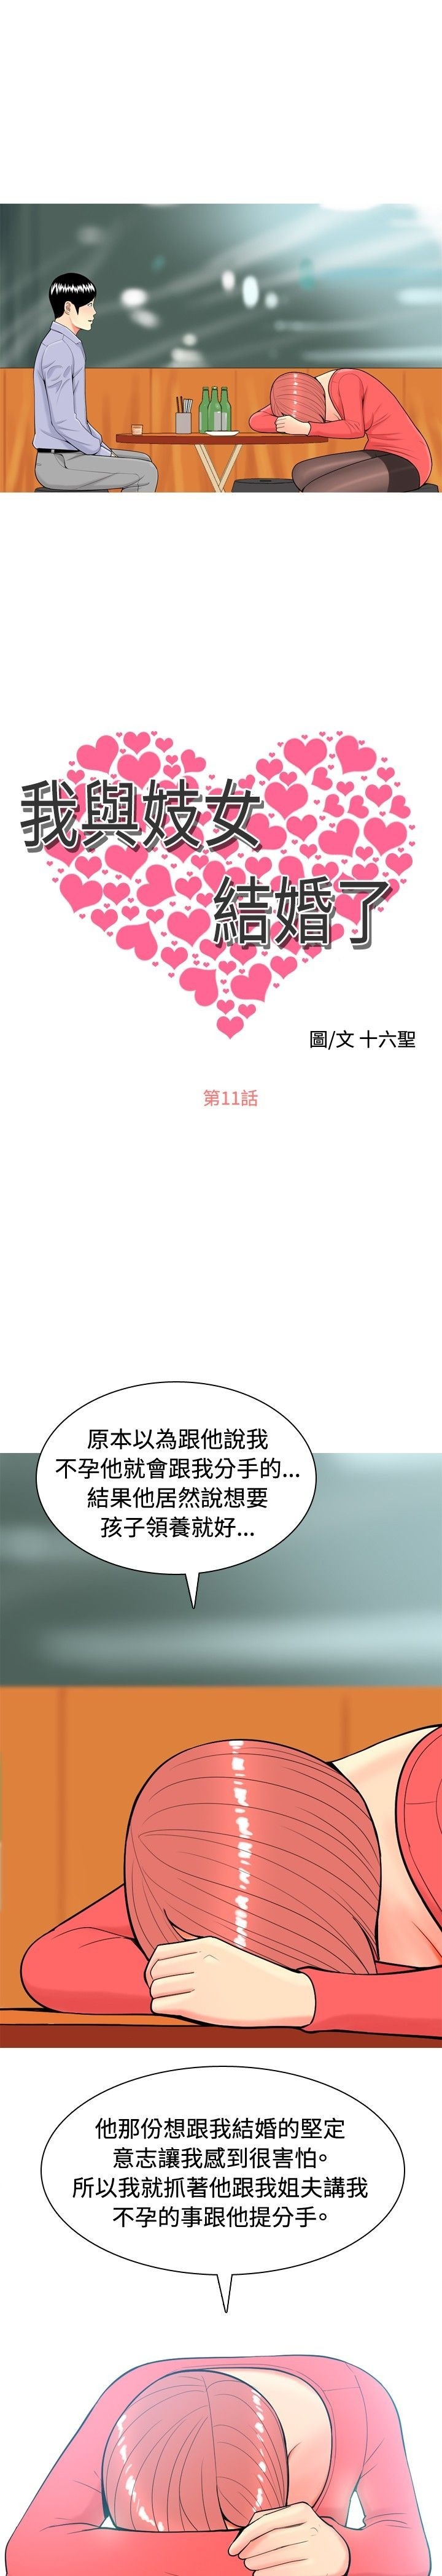 我與妓女
結婚了
圖/文 十六聖
第11話
原本以為跟他說我
不孕他就會跟我分手的...
結果他居然說想要
孩子領養就好...
他那份想跟我結婚的堅定
意志讓我感到很害怕。
所以我就抓著他跟我姐夫講我
不孕的事跟他提分手。